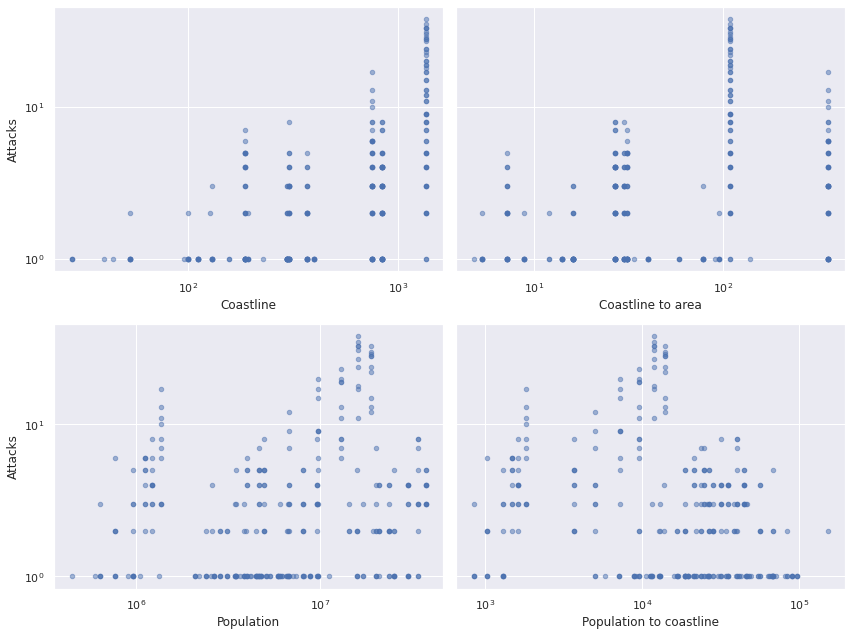 Attacks
10¹
10⁰
10²
10³
Coastline
10¹
10²
Coastline to area
Attacks
10¹
10⁰
10⁶
10⁷
Population
10³
10⁴
10⁵
Population to coastline